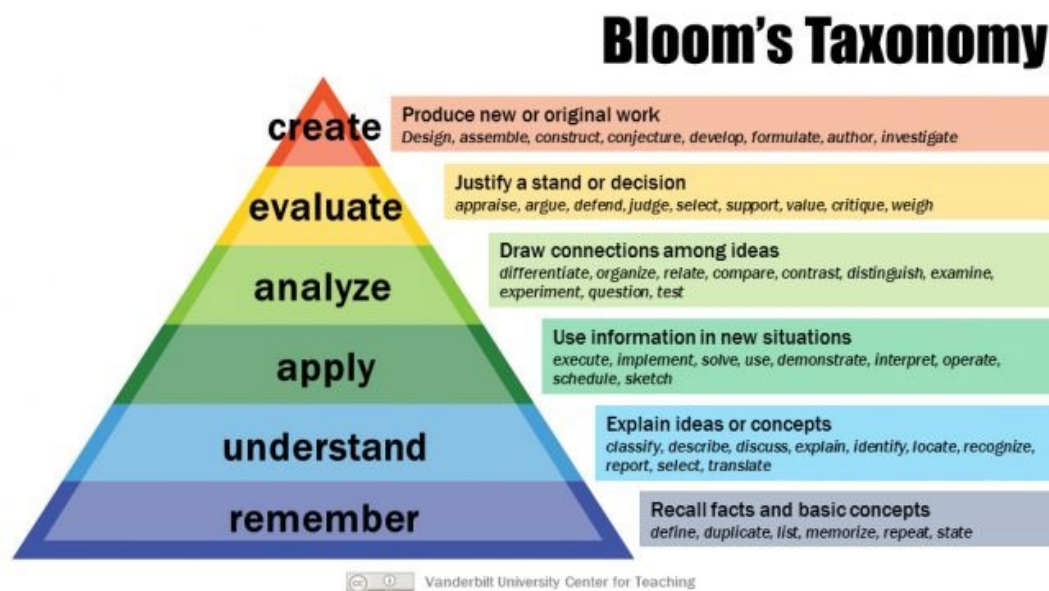 Bloom's Taxonomy
create
Produce new or original work
Design, assemble, construct, conjecture, develop, formulate, author, investigate
evaluate
Justify a stand or decision
appraise, argue, defend, judge, select, support, value, critique, weigh
analyze
Draw connections among ideas
differentiate, organize, relate, compare, contrast, distinguish, examine,
experiment, question, test
apply
Use information in new situations
execute, implement, solve, use, demonstrate, interpret, operate,
schedule, sketch
understand
Explain ideas or concepts
classify, describe, discuss, explain, identify, locate, recognize,
report, select, translate
remember
Recall facts and basic concepts
define, duplicate, list, memorize, repeat, state
cc Vanderbilt University Center for Teaching